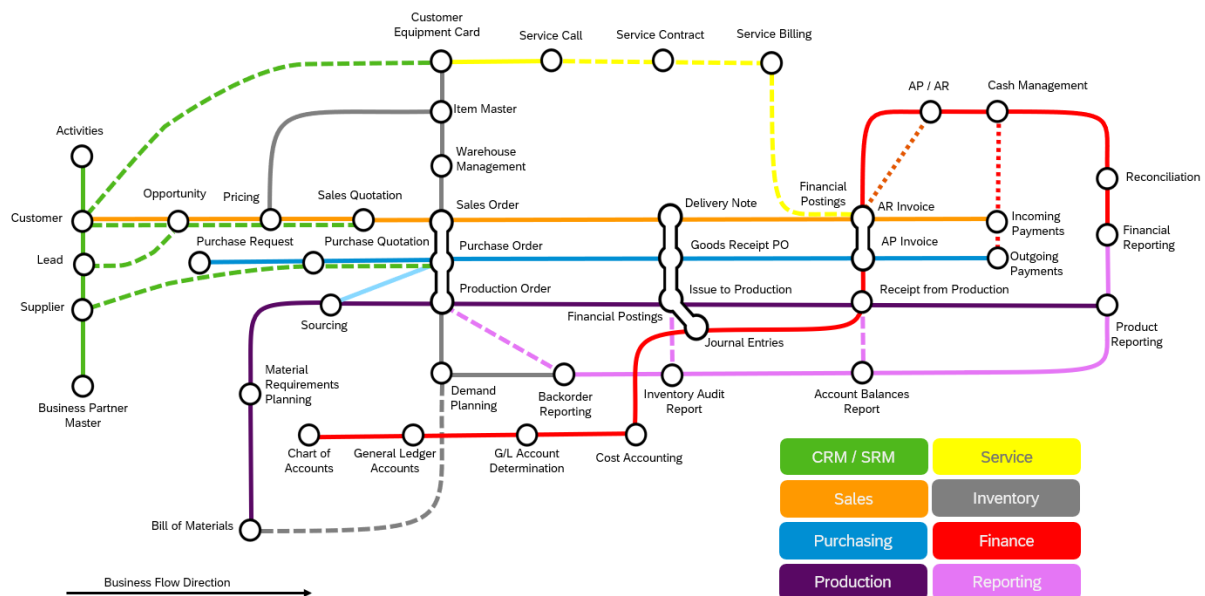 Customer
Equipment Card
Service Call
Service Contract
Service Billing
AP / AR
Cash Management
Item Master
Activities
Warehouse
Management
Reconciliation
Opportunity
Pricing
Sales Quotation
Sales Order
Delivery Note
Financial
Postings
AR Invoice
Incoming
Payments
Customer
Financial
Reporting
Purchase Request
Purchase Quotation
Purchase Order
Goods Receipt PO
AP Invoice
Outgoing
Payments
Lead
Supplier
Sourcing
Production Order
Financial Postings
Issue to Production
Receipt from Production
Product
Reporting
Journal Entries
Material
Requirements
Planning
Demand
Planning
Backorder
Reporting
Inventory Audit
Report
Account Balances
Report
Business Partner
Master
Chart of
Accounts
General Ledger
Accounts
G/L Account
Determination
Cost Accounting
Bill of Materials
CRM / SRM
Service
Sales
Inventory
Purchasing
Finance
Production
Reporting
Business Flow Direction